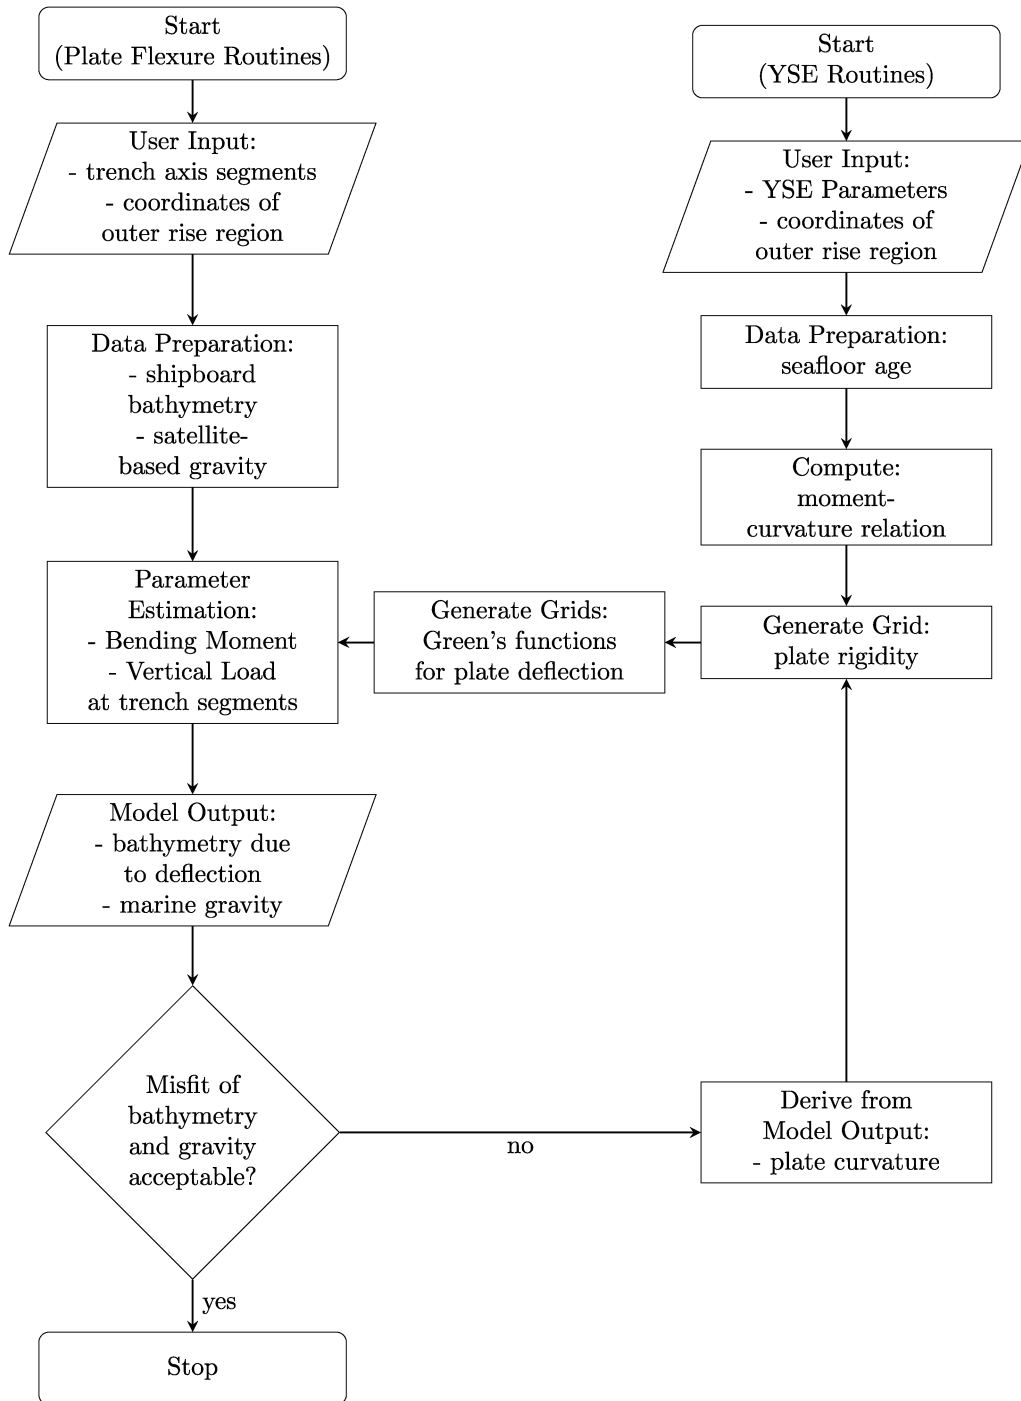 Start
(Plate Flexure Routines)
User Input:
- trench axis segments
- coordinates of
outer rise region
Data Preparation:
- shipboard
bathymetry
- satellite-
based gravity
Parameter
Estimation:
- Bending Moment
- Vertical Load
at trench segments
Model Output:
- bathymetry due
to deflection
- marine gravity
Misfit of
bathymetry
and gravity
acceptable?
yes
Stop
no
Start
(YSE Routines)
User Input:
- YSE Parameters
- coordinates of
outer rise region
Data Preparation:
seafloor age
Compute:
moment-
curvature relation
Generate Grid:
plate rigidity
Generate Grids:
Green's functions
for plate deflection
Derive from
Model Output:
- plate curvature